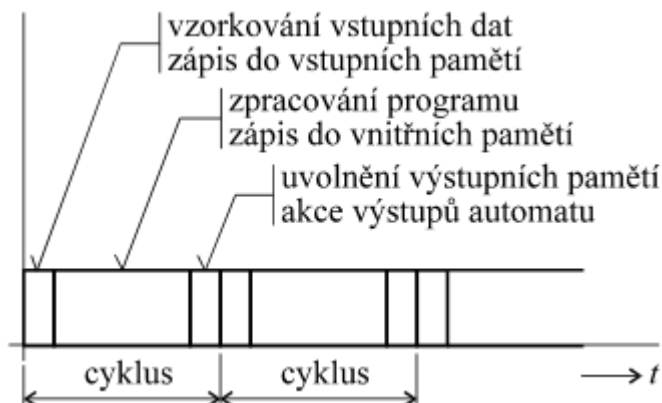 vzorkování vstupních dat
zápis do vstupních pamětí
zpracování programu
zápis do vnitřních pamětí
uvolnění výstupních pamětí
akce výstupů automatu
cyklus
cyklus
t